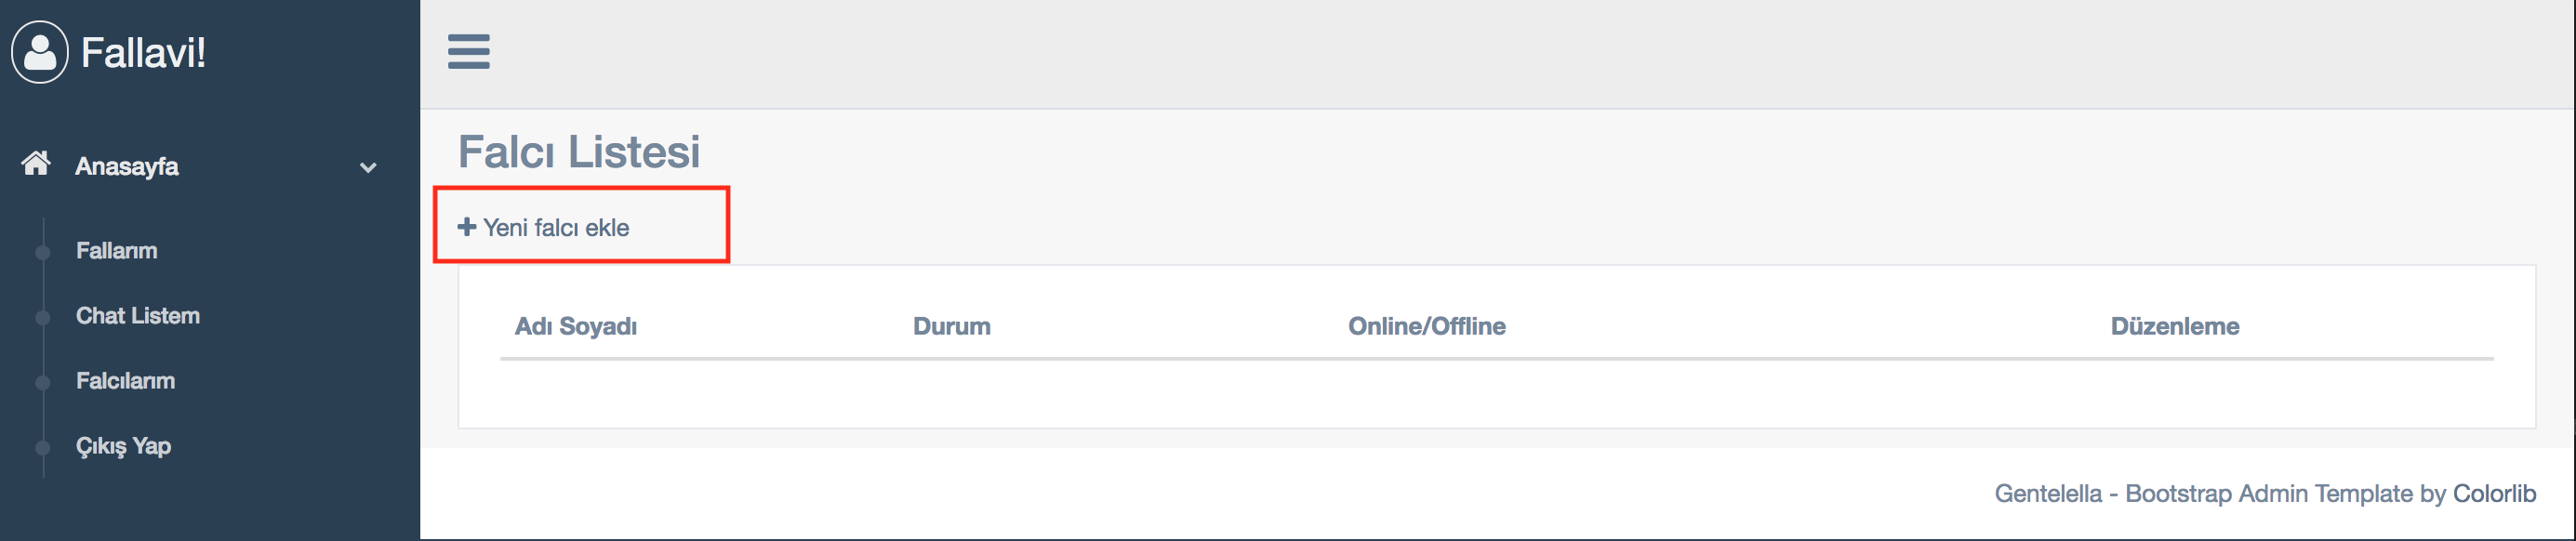 Fallavi!
Anasayfa
Fallarım
Chat Listem
Falcılarım
Çıkış Yap
Falcı Listesi
Yeni falcı ekle
Adı Soyadı Durum Online/Offline Düzenleme
Gentelella - Bootstrap Admin Template by Colorlib